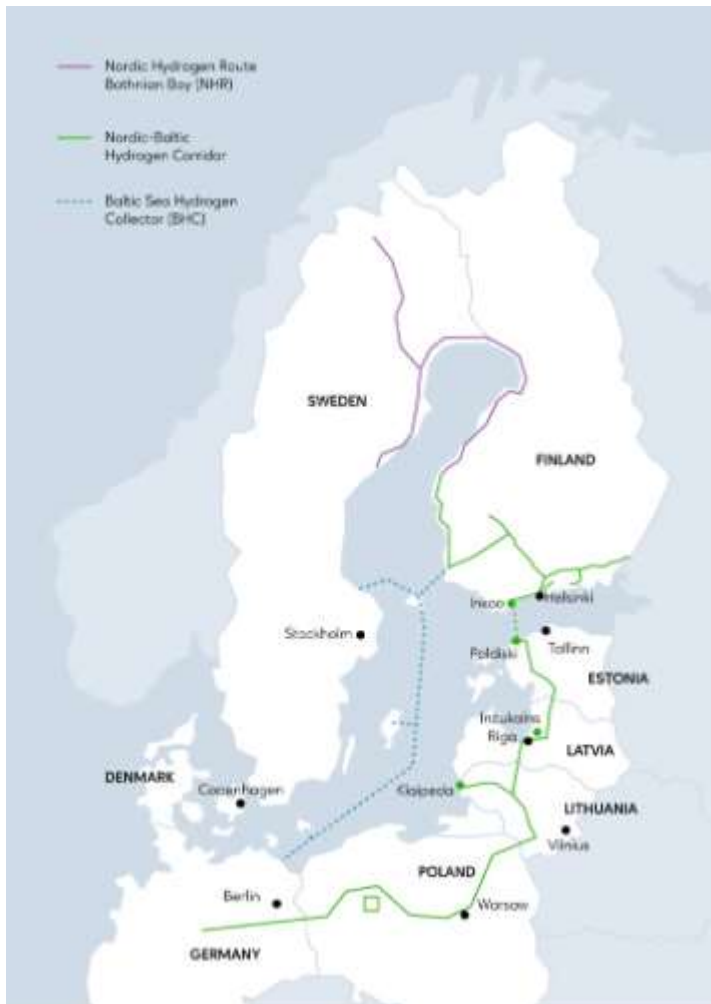 Nordic Hydrogen Route
Bothnian Bay (NHR)
Nordic-Baltic
Hydrogen Corridor
Baltic Sea Hydrogen
Collector (BHC)
SWEDEN
FINLAND
Inkoo
Helsinki
Stockholm
Paldiski
Tallinn
ESTONIA
Inčukalns
Riga
LATVIA
DENMARK
Copenhagen
Klaipeda
LITHUANIA
Vilnius
POLAND
Berlin
Warsaw
GERMANY